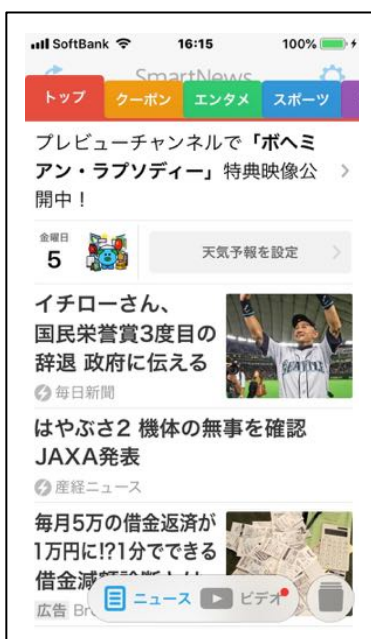 SoftBank 16:15 100%
SmartNews
トップ クーポン エンタメ スポーツ
プレビューチャンネルで「ボヘミ
アン・ラプソディー」特典映像公
開中！
金曜日
5
天気予報を設定
イチローさん、
国民栄誉賞3度目の
辞退 政府に伝える
毎日新聞
SEATTLE
はやぶさ2 機体の無事を確認
JAXA発表
産経ニュース
毎月5万の借金返済が
1万円に!?1分でできる
借金減額診断とは
広告
ニュース ビデオ